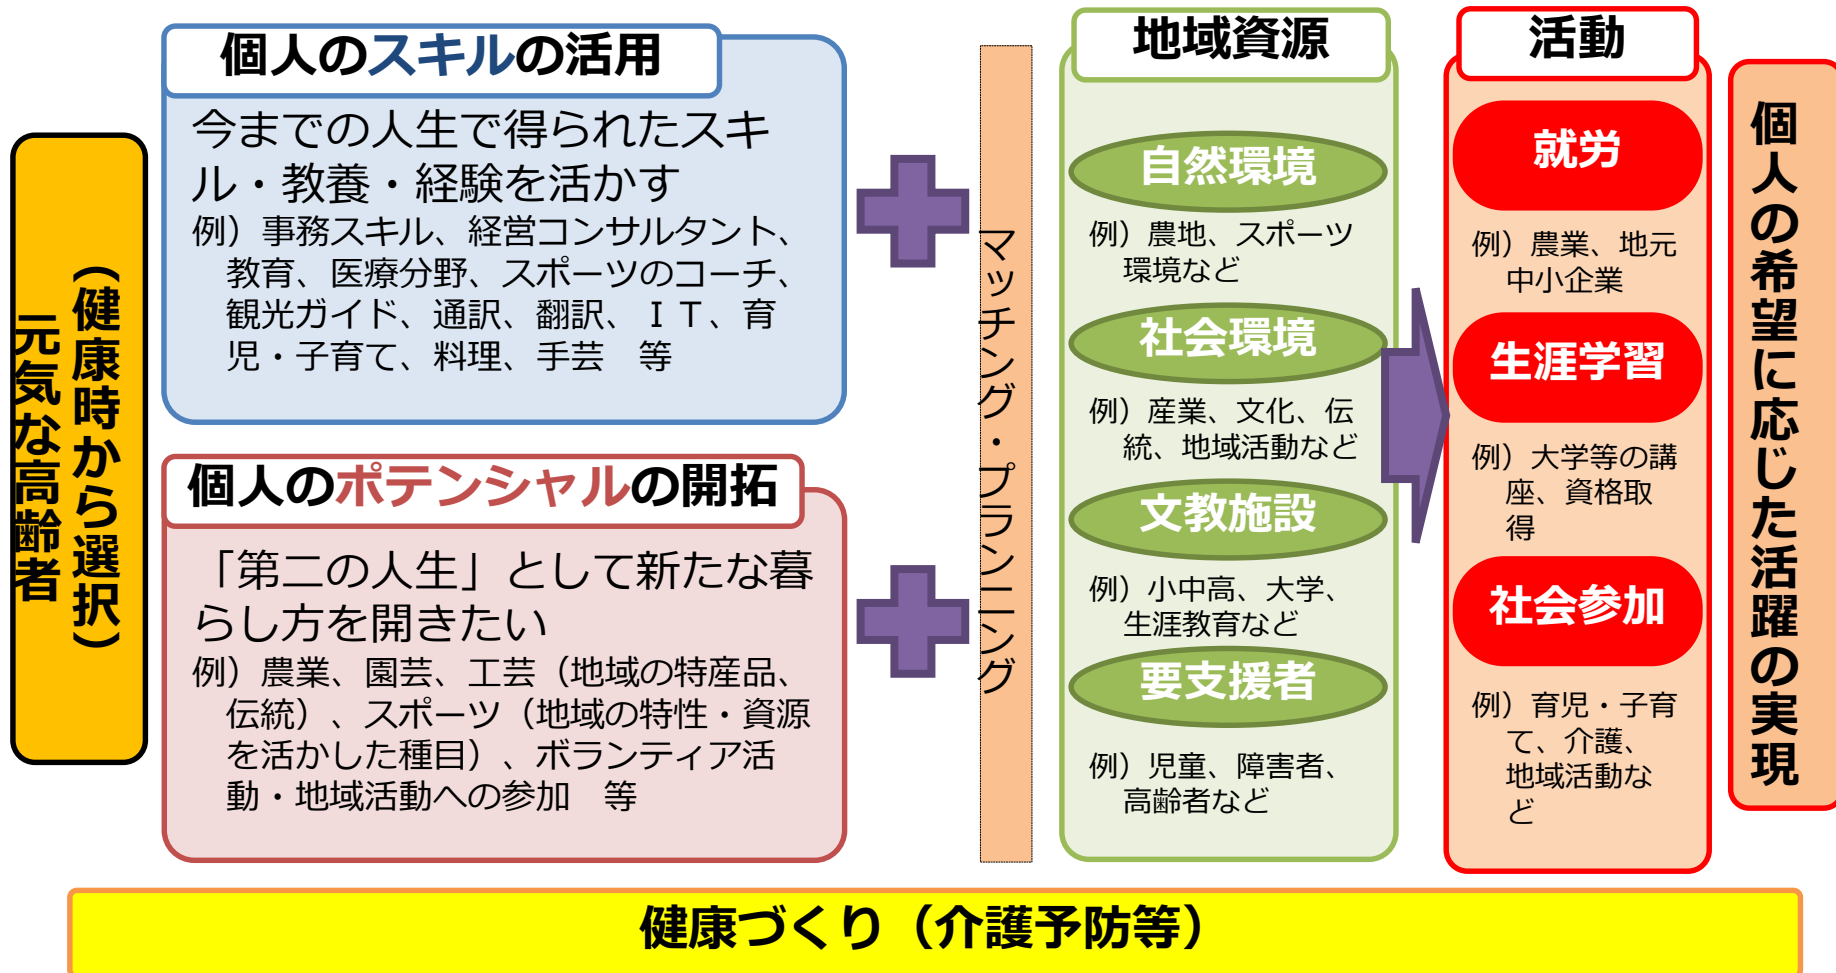 元気な高齢者
（健康時から選択）
個人のスキルの活用
今までの人生で得られたスキ
ル・教養・経験を活かす
例）事務スキル、経営コンサルタント、
教育、医療分野、スポーツのコーチ、
観光ガイド、通訳、翻訳、ＩＴ、育
児・子育て、料理、手芸　等
個人のポテンシャルの開拓
「第二の人生」として新たな暮
らし方を開きたい
例）農業、園芸、工芸（地域の特産品、
伝統）、スポーツ（地域の特性・資源
を活かした種目）、ボランティア活
動・地域活動への参加　等
マッチング・プランニング
地域資源
自然環境
例）農地、スポーツ
環境など
社会環境
例）産業、文化、伝
統、地域活動など
文教施設
例）小中高、大学、
生涯教育など
要支援者
例）児童、障害者、
高齢者など
活動
就労
例）農業、地元
中小企業
生涯学習
例）大学等の講
座、資格取
得
社会参加
例）育児・子育
て、介護、
地域活動な
ど
個人の希望に応じた活躍の実現
健康づくり（介護予防等）